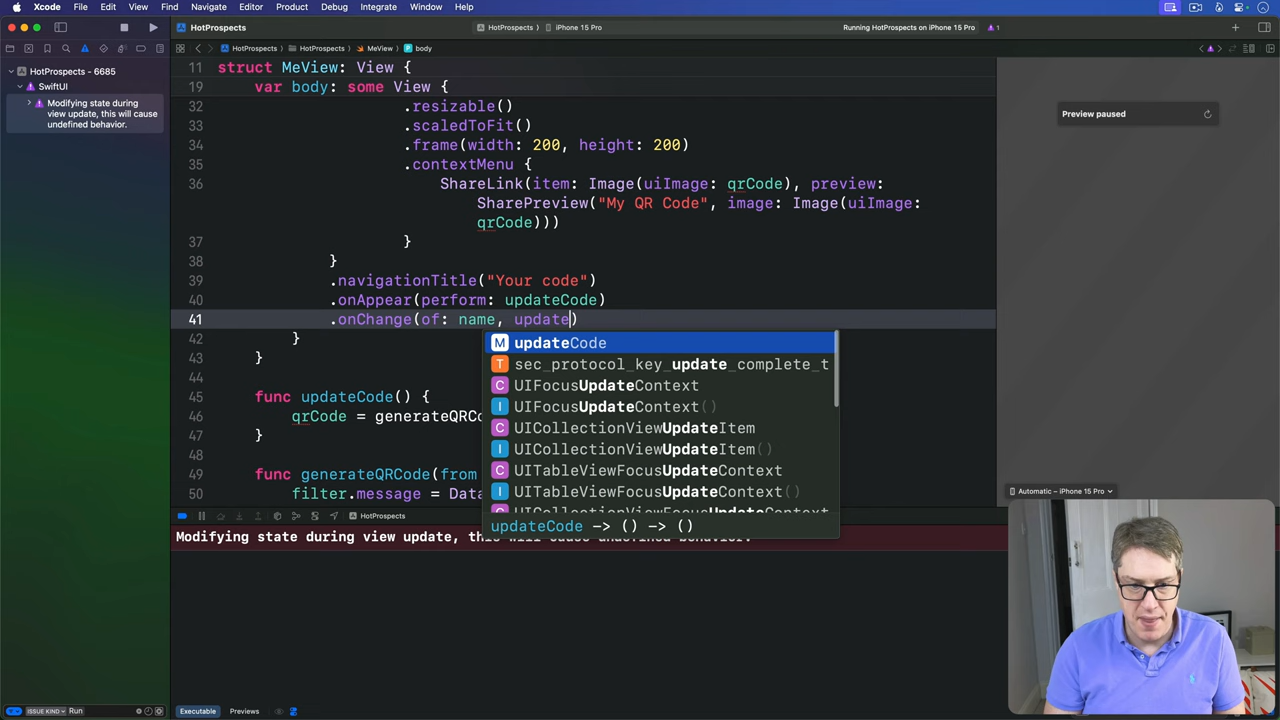 Xcode File Edit View Find Navigate Editor Product Debug Integrate Window Help
HotProspects
HotProspects
iPhone 15 Pro
Running HotProspects on iPhone 15 Pro
1
HotProspects
HotProspects
MeView
body
HotProspects - 6685
SwiftUI
Modifying state during
view update, this will cause
undefined behavior.
11 struct MeView: View {
19 var body: some View {
32 .resizable()
33 .scaledToFit()
34 .frame(width: 200, height: 200)
35 .contextMenu {
36 ShareLink(item: Image(uiImage: qrCode), preview:
SharePreview("My QR Code", image: Image(uiImage:
qrCode)))
37 }
38 }
39 .navigationTitle("Your code")
40 .onAppear(perform: updateCode)
41 .onChange(of: name, update)
42 }
43 }
44
45 func updateCode() {
46 qrCode = generateQRCo
47 }
48
49 func generateQRCode(from
50 filter.message = Data
M updateCode
T sec_protocol_key_update_complete_t
C UIFocusUpdateContext
I UIFocusUpdateContext()
C UICollectionViewUpdateItem
I UICollectionViewUpdateItem()
C UITableViewFocusUpdateContext
I UITableViewFocusUpdateContext()
updateCode -> () -> ()
Preview paused
Automatic – iPhone 15 Pro
HotProspects
Modifying state during view update, this will cause undefined behavior.
ISSUE KIND
Run
Executable
Previews